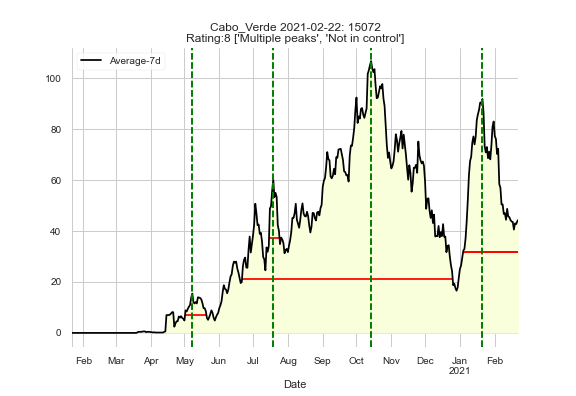 Cabo_Verde 2021-02-22: 15072
Rating:8 ['Multiple peaks', 'Not in control']
Average-7d
100
80
60
40
20
0
Feb Mar Apr May Jun Jul Aug Sep Oct Nov Dec Jan Feb
2021
Date